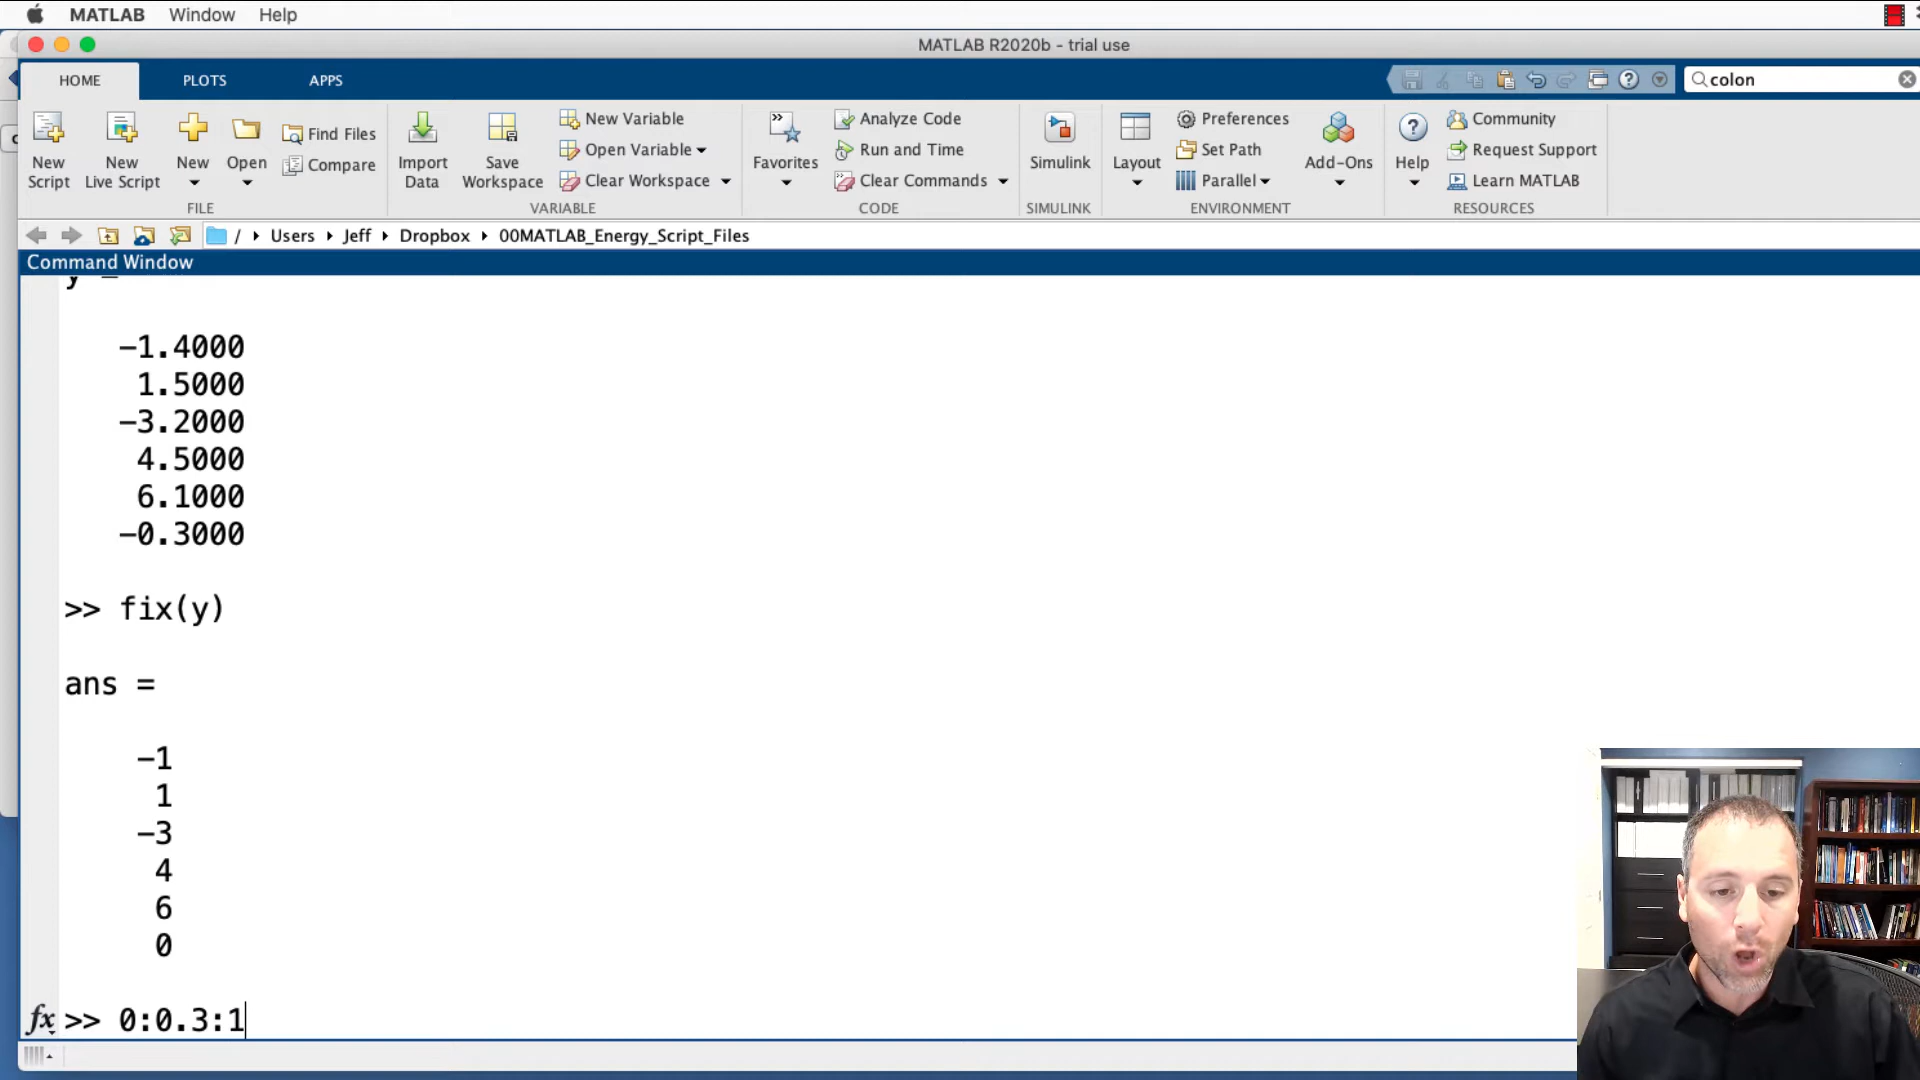 MATLAB Window Help
MATLAB R2020b - trial use
HOME PLOTS APPS
colon
New Script
New Live Script
New
Open
Find Files
Compare
FILE
Import Data
Save Workspace
New Variable
Open Variable
Clear Workspace
VARIABLE
Favorites
Analyze Code
Run and Time
Clear Commands
CODE
Simulink
SIMULINK
Layout
Preferences
Set Path
Parallel
Add-Ons
ENVIRONMENT
Help
Community
Request Support
Learn MATLAB
RESOURCES
/ Users Jeff Dropbox 00MATLAB_Energy_Script_Files
Command Window
-1.4000
1.5000
-3.2000
4.5000
6.1000
-0.3000
>> fix(y)
ans =
-1
1
-3
4
6
0
fx >> 0:0.3:1